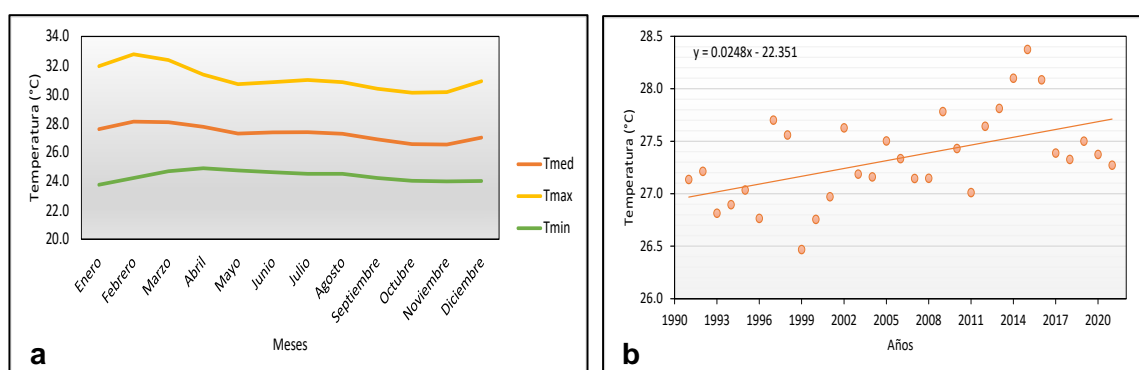 34.0
32.0
30.0
28.0
26.0
24.0
22.0
20.0
Temperatura (°C)
Enero
Febrero
Marzo
Abril
Mayo
Junio
Julio
Agosto
Septiembre
Octubre
Noviembre
Diciembre
Meses
Tmed
Tmax
Tmin
a
y = 0.0248x - 22.351
28.5
28.0
27.5
27.0
26.5
26.0
Temperatura (°C)
1990 1993 1996 1999 2002 2005 2008 2011 2014 2017 2020
Años
b